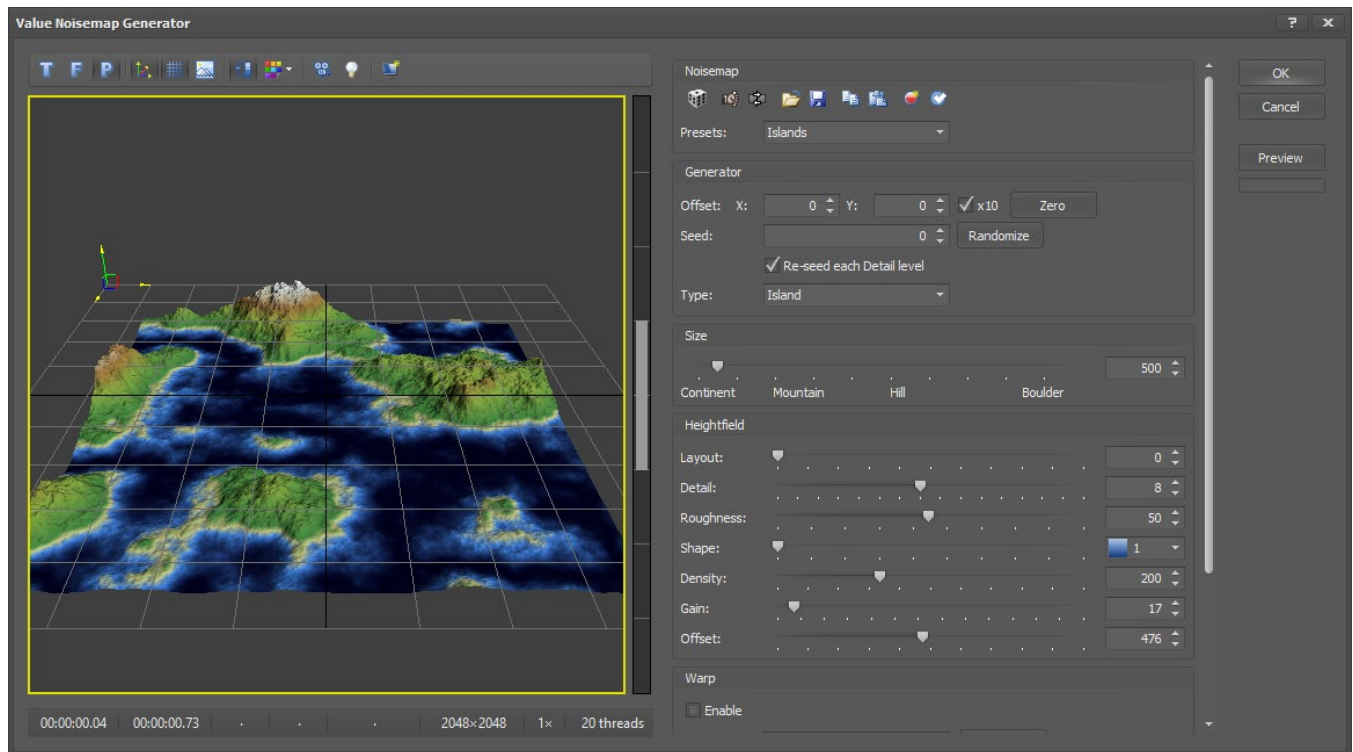 Value Noisemap Generator
? x
T F P
Noisemap
OK
Cancel
Preview
Presets: Islands
Generator
Offset: X: 0 Y: 0 x10 Zero
Seed: 0 Randomize
Re-seed each Detail level
Type: Island
Size
500
Continent Mountain Hill Boulder
Heightfield
Layout: 0
Detail: 8
Roughness: 50
Shape: 1
Density: 200
Gain: 17
Offset: 476
Warp
Enable
00:00:00.04 00:00:00.73 2048×2048 1× 20 threads